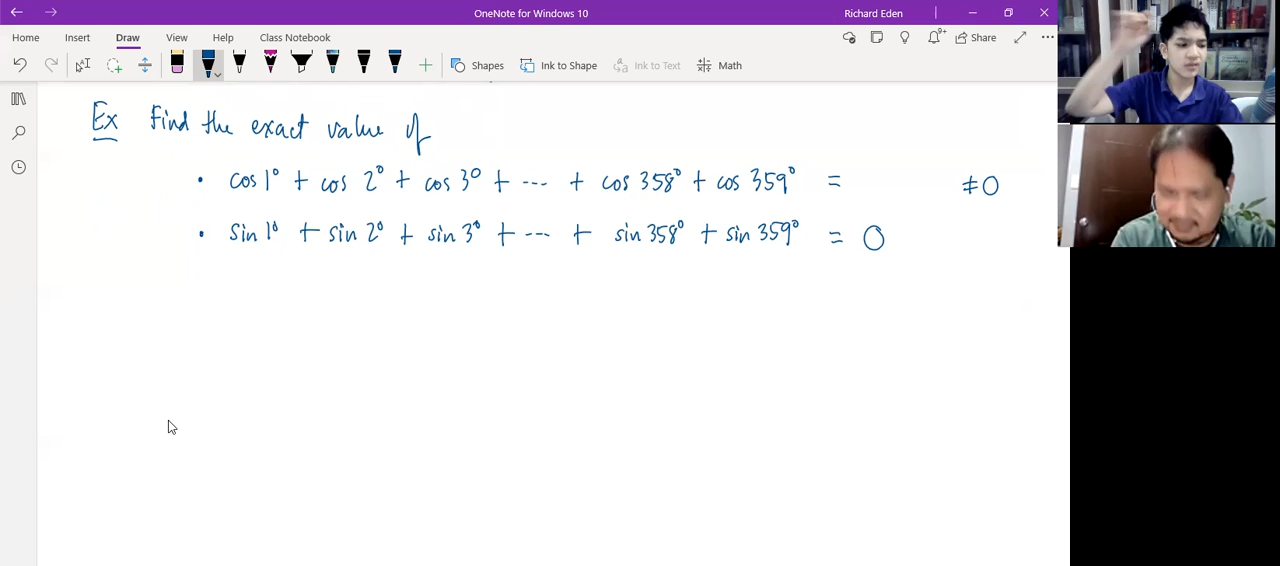 OneNote for Windows 10
Richard Eden
Home Insert Draw View Help Class Notebook
Share
Shapes Ink to Shape Ink to Text Math
Ex Find the exact value of
• cos 1° + cos 2° + cos 3° + --- + cos 358° + cos 359° = ≠0
• sin 1° + sin 2° + sin 3° + --- + sin 358° + sin 359° = 0